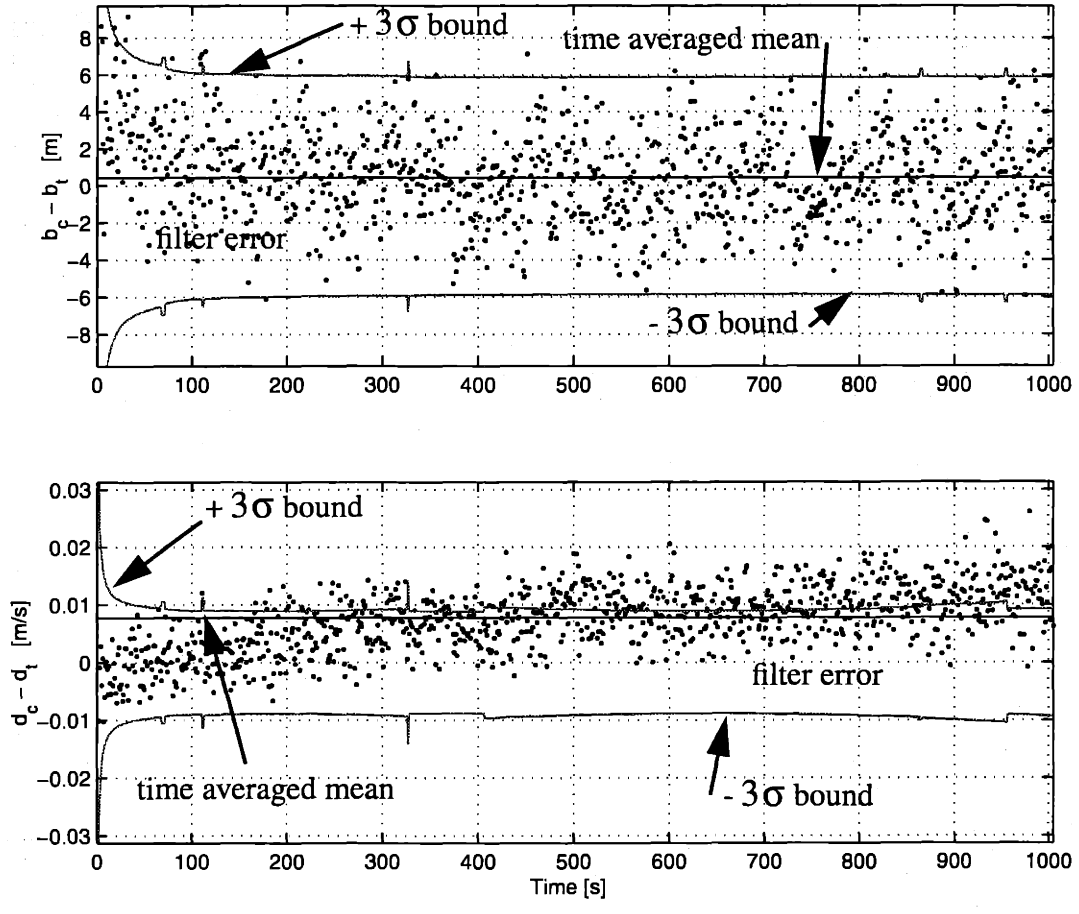 + 3σ bound
time averaged mean
filter error
- 3σ bound
b_c − b_t [m]
8
6
4
2
0
−2
−4
−6
−8
0 100 200 300 400 500 600 700 800 900 1000
+ 3σ bound
time averaged mean
filter error
- 3σ bound
d_c − d_t [m/s]
0.03
0.02
0.01
0
−0.01
−0.02
−0.03
0 100 200 300 400 500 600 700 800 900 1000
Time [s]